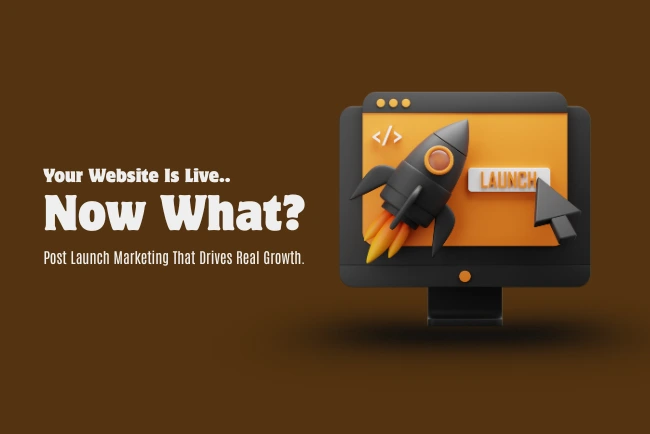 Your Website Is Live..
Now What?
Post Launch Marketing That Drives Real Growth.
</>
LAUNCH